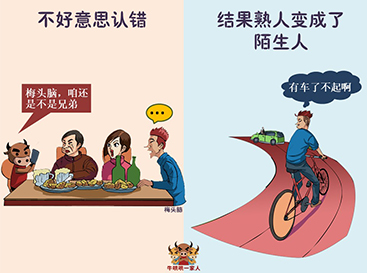 不好意思认错
梅头脑，咱还
是不是兄弟
梅头脑
结果熟人变成了
陌生人
有车了不起啊
牛哄哄一家人